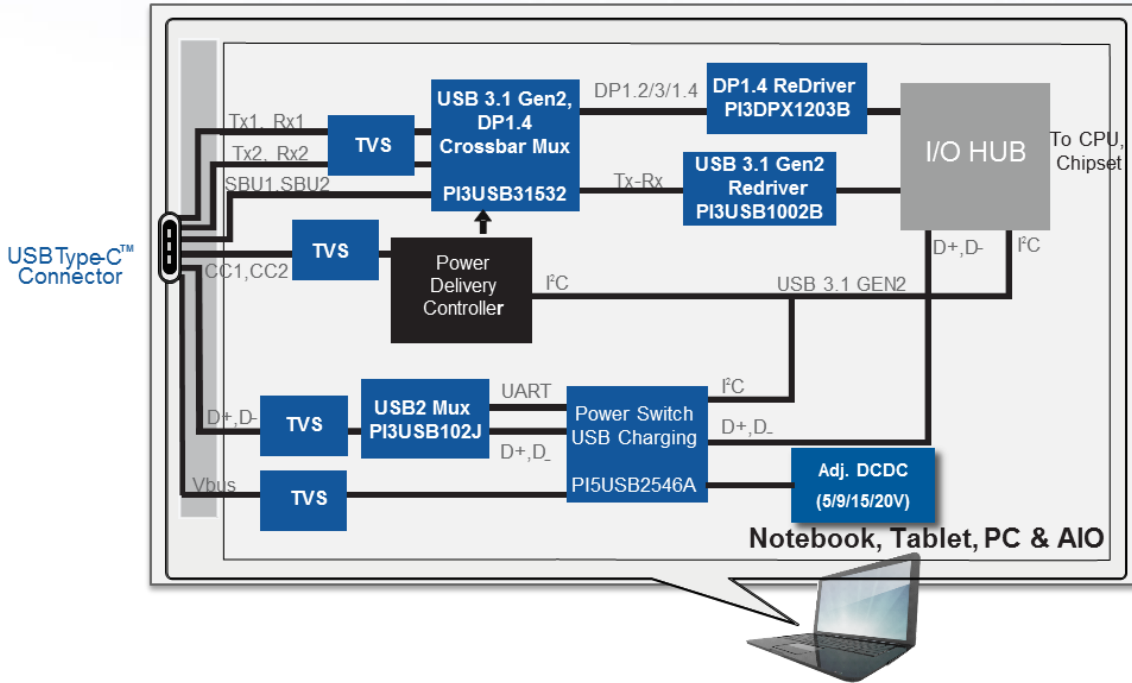 USB 3.1 Gen2,
DP1.4
Crossbar Mux
PI3USB31532
DP1.2/3/1.4
DP1.4 ReDriver
PI3DPX1203B
I/O HUB
To CPU,
Chipset
Tx1, Rx1
Tx2, Rx2
TVS
SBU1,SBU2
Tx-Rx
USB 3.1 Gen2
Redriver
PI3USB1002B
USB Type-C™
Connector
CC1,CC2
TVS
Power
Delivery
Controller
I²C
USB 3.1 GEN2
D+,D-
I²C
D+,D-
TVS
USB2 Mux
PI3USB102J
UART
D+,D_
Power Switch
USB Charging
PI5USB2546A
I²C
D+,D_
Vbus
TVS
Adj. DCDC
(5/9/15/20V)
Notebook, Tablet, PC & AIO